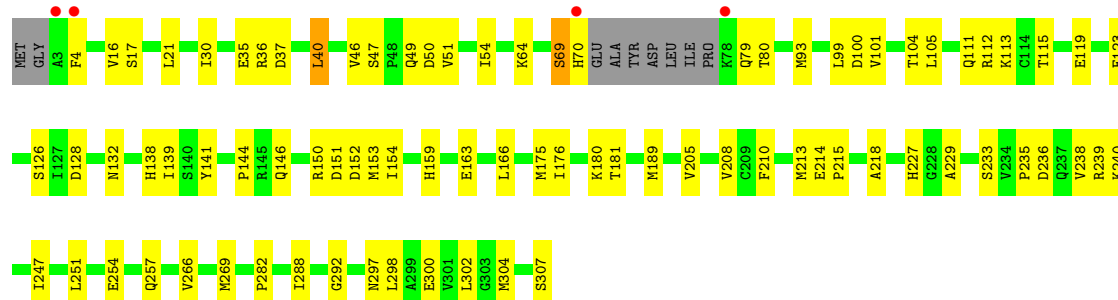 MET GLY A3 F4 V16 S17 L21 I30 E35 R36 D37 L40 V46 S47 P48 Q49 D50 V51 I54 K64 S69 H70 GLU ALA TYR ASP LEU ILE PRO K78 Q79 T80 M93 L99 D100 V101 T104 L105 Q111 R112 K113 C114 T115 E119
S126 I127 D128 N132 H138 I139 S140 Y141 P144 R145 Q146 R150 D151 D152 M153 I154 H159 E163 L166 M175 I176 K180 T181 M189 V205 V208 C209 F210 M213 E214 P215 A218 H227 G228 A229 S233 V234 P235 D236 Q237 V238 R239 K240
I247 L251 E254 Q257 V266 M269 P282 I288 G292 N297 L298 A299 E300 V301 L302 G303 M304 S307